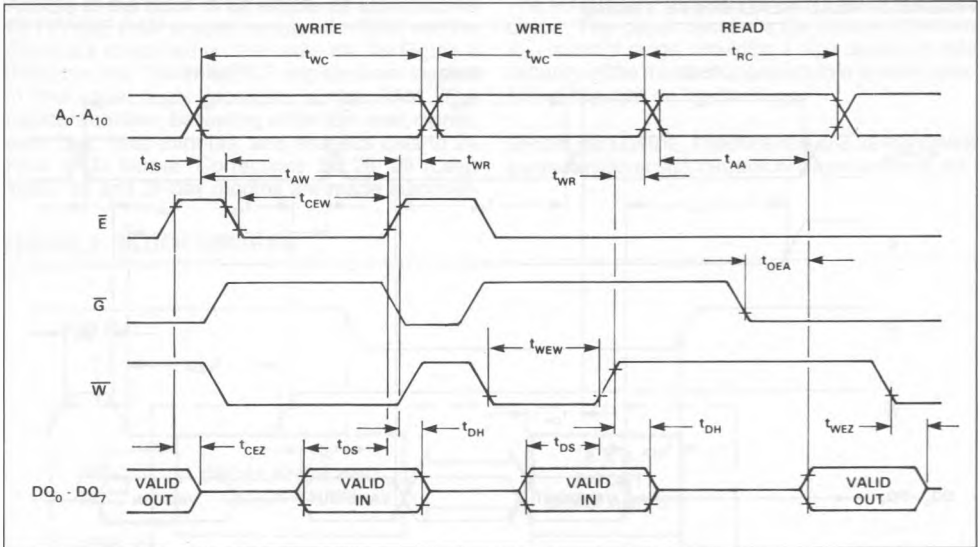 WRITE WRITE READ
tWC tWC tRC
A0 - A10
tAS tWR tAA
tAW tWR
tCEW
E̅
tOEA
G̅
tWEW
W̅
tCEZ tDS tDH tDS tDH tWEZ
DQ0 - DQ7 VALID OUT VALID IN VALID IN VALID OUT